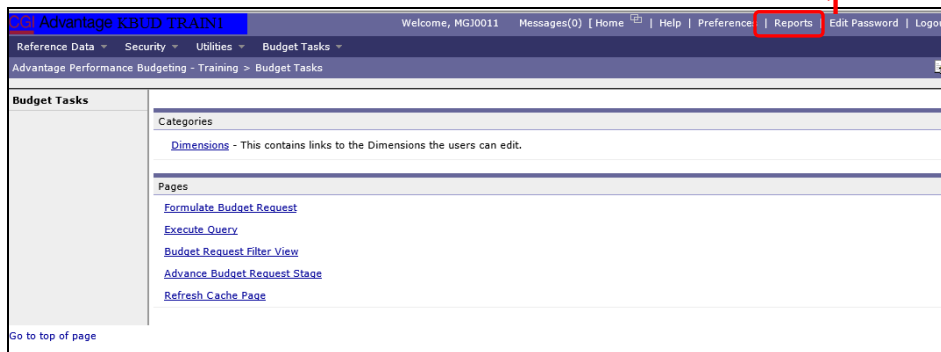 CGI Advantage KBUD TRAIN1 Welcome, MGJ0011 Messages(0) [ Home | Help | Preferences | Reports | Edit Password | Logou
Reference Data Security Utilities Budget Tasks
Advantage Performance Budgeting - Training > Budget Tasks
Budget Tasks
Categories
Dimensions - This contains links to the Dimensions the users can edit.
Pages
Formulate Budget Request
Execute Query
Budget Request Filter View
Advance Budget Request Stage
Refresh Cache Page
Go to top of page